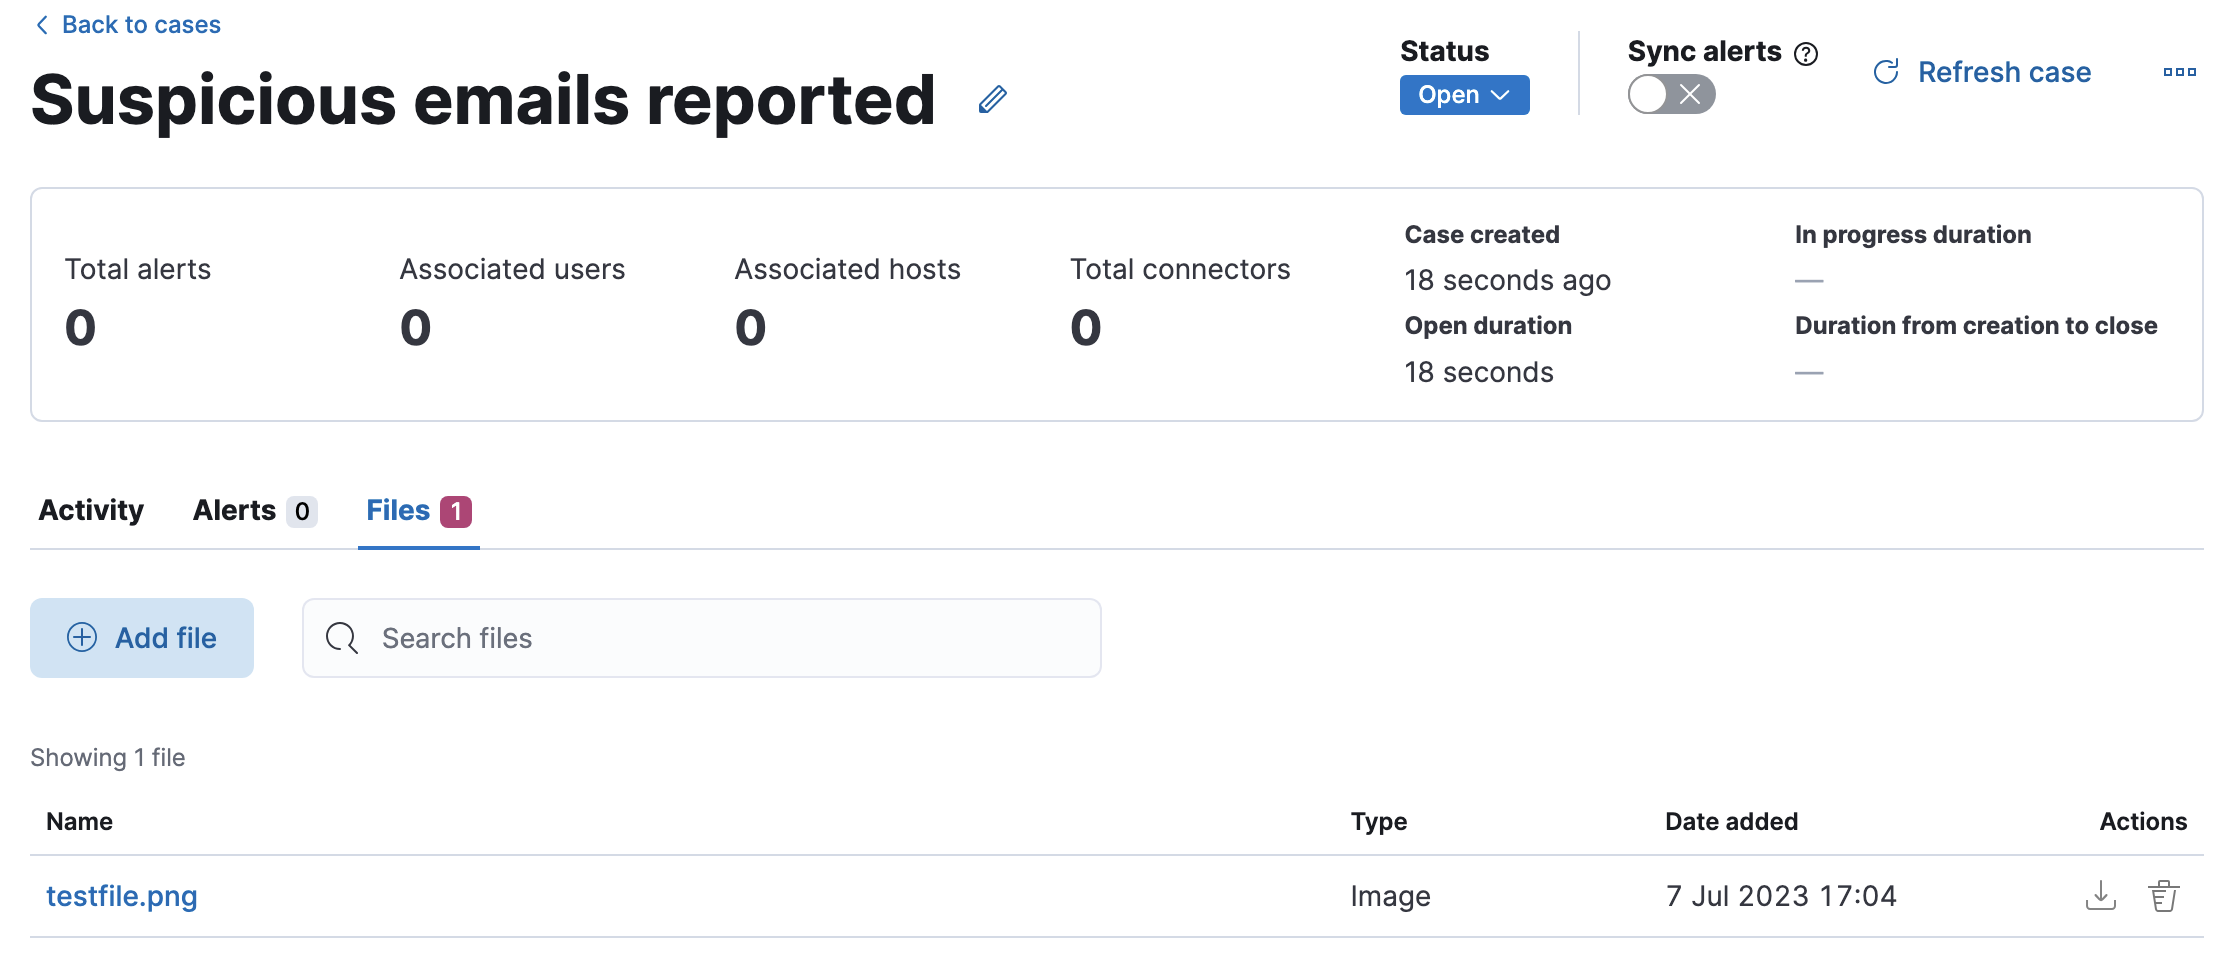 Back to cases
Suspicious emails reported
Status
Open
Sync alerts
Refresh case
Total alerts
0
Associated users
0
Associated hosts
0
Total connectors
0
Case created
18 seconds ago
Open duration
18 seconds
In progress duration
—
Duration from creation to close
—
Activity Alerts 0 Files 1
Add file
Search files
Showing 1 file
Name Type Date added Actions
testfile.png Image 7 Jul 2023 17:04